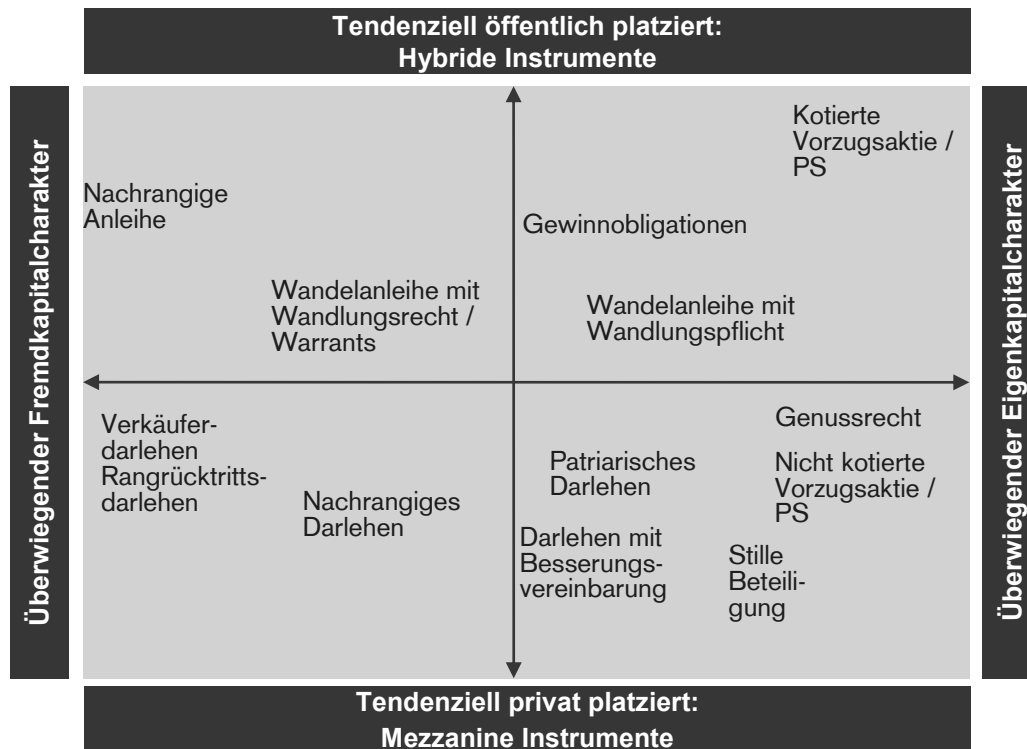 Tendenziell öffentlich platziert:
Hybride Instrumente
Überwiegender Fremdkapitalcharakter
Kotierte
Vorzugsaktie /
PS
Nachrangige
Anleihe
Gewinnobligationen
Wandelanleihe mit
Wandlungsrecht /
Warrants
Wandelanleihe mit
Wandlungspflicht
Verkäufer-
darlehen
Rangrücktritts-
darlehen
Nachrangiges
Darlehen
Genussrecht
Patriarisches
Darlehen
Nicht kotierte
Vorzugsaktie /
PS
Darlehen mit
Besserungs-
vereinbarung
Stille
Beteili-
gung
Überwiegender Eigenkapitalcharakter
Tendenziell privat platziert:
Mezzanine Instrumente